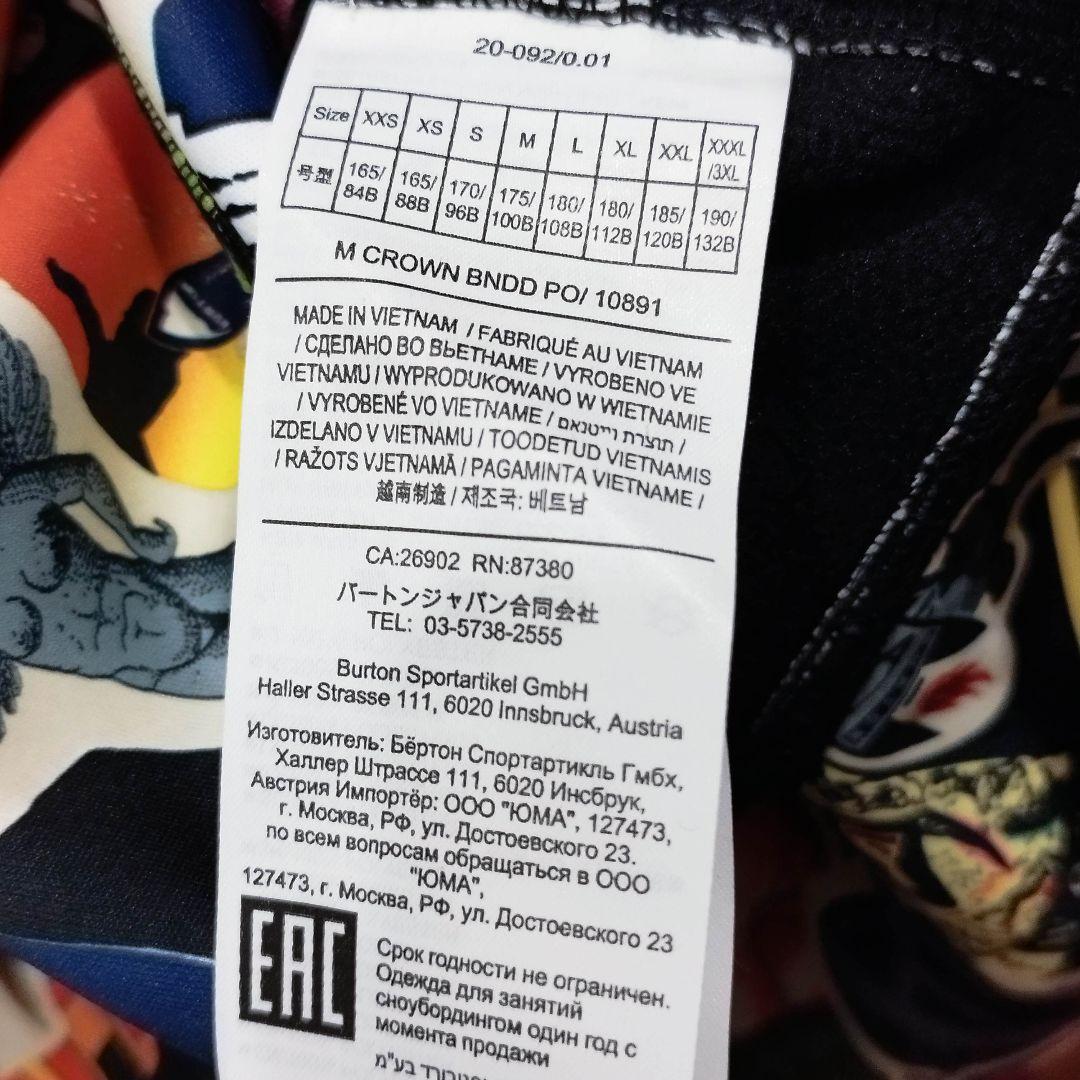 20-092/0.01
Size XXS XS S M L XL XXL XXXL/3XL
号型 165/84B 165/88B 170/96B 175/100B 180/108B 180/112B 185/120B 190/132B
M CROWN BNDD PO/ 10891
MADE IN VIETNAM / FABRIQUÉ AU VIETNAM
/ СДЕЛАНО ВО ВЬЕТНАМЕ / VYROBENO VE
VIETNAMU / WYPRODUKOWANO W WIETNAMIE
/ VYROBENÉ VO VIETNAME / תוצרת וייטנאם /
IZDELANO V VIETNAMU / TOODETUD VIETNAMIS
/ RAŽOTS VJETNAMĀ / PAGAMINTA VIETNAME /
越南制造 / 제조국: 베트남
CA:26902 RN:87380
バートンジャパン合同会社
TEL: 03-5738-2555
Burton Sportartikel GmbH
Haller Strasse 111, 6020 Innsbruck, Austria
Изготовитель: Бёртон Спортартикль Гмбх,
Халлер Штрассе 111, 6020 Инсбрук,
Австрия Импортёр: ООО "ЮМА", 127473,
г. Москва, РФ, ул. Достоевского 23.
по всем вопросам обращаться в ООО
"ЮМА",
127473, г. Москва, РФ, ул. Достоевского 23
EAC
Срок годности не ограничен.
Одежда для занятий
сноубордингом один год с
момента продажи
בע"מ